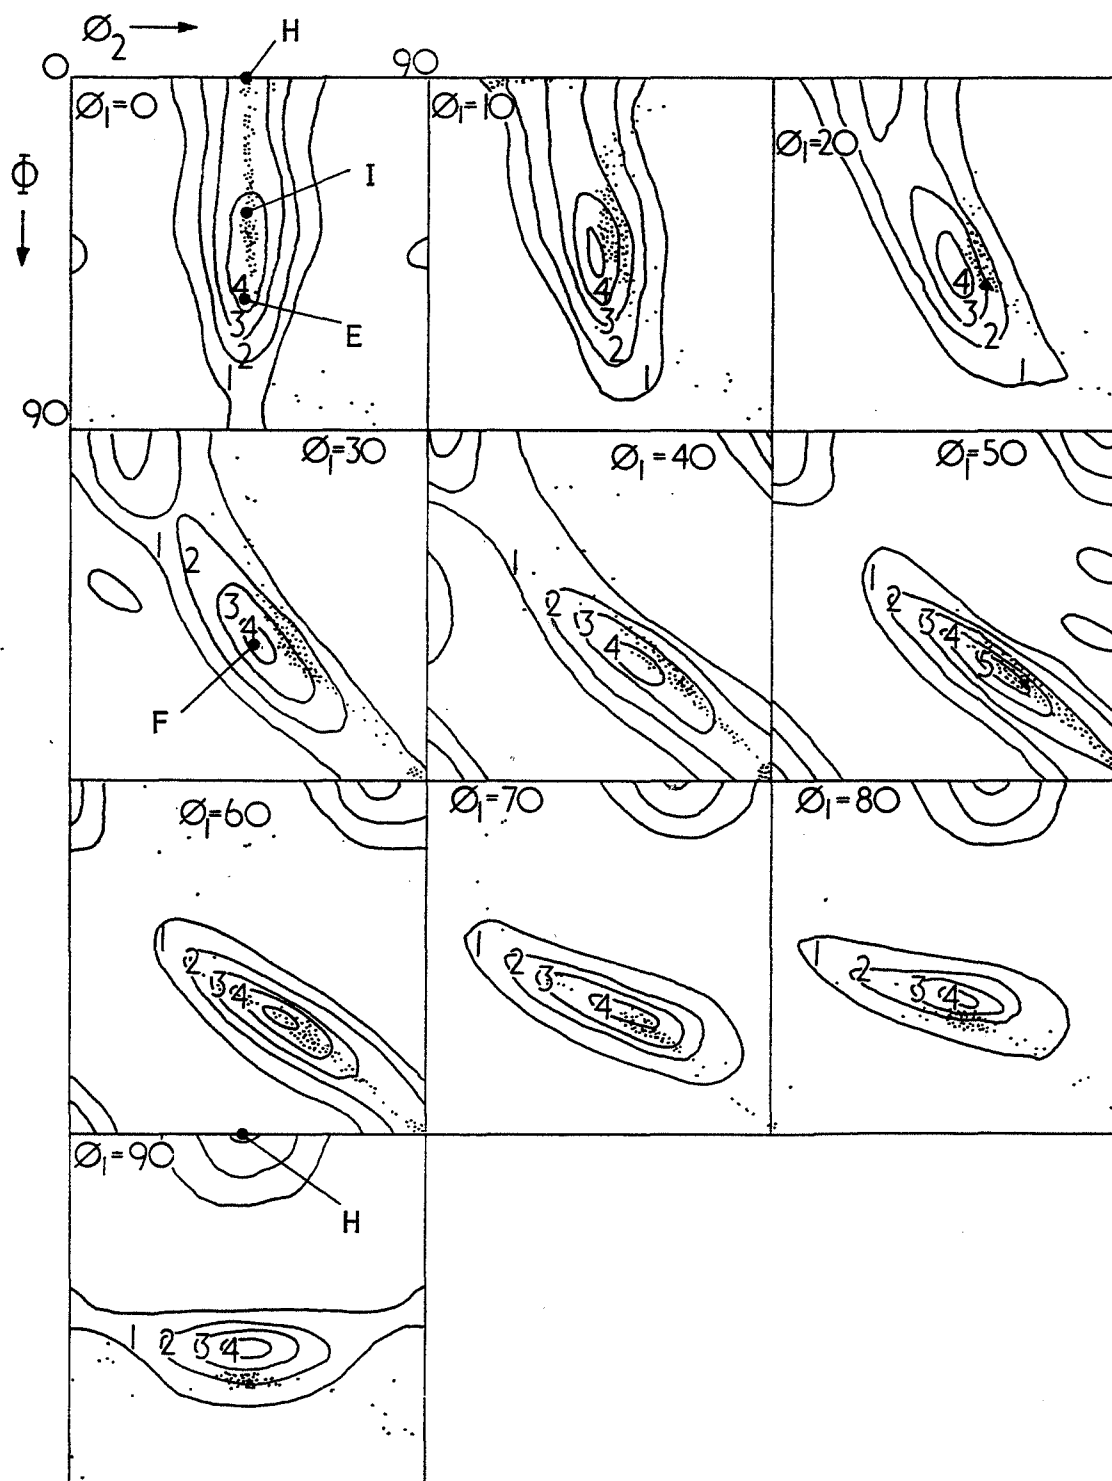 Ø₂ → H
0 90
Ø₁=0 Ø₁=10 Ø₁=20
Φ ↓
I
4 4 4
E
3 3 3
2 2 2
1 1 1
90
Ø₁=30 Ø₁=40 Ø₁=50
1 2 3 4
F
1 2 3 4
1 2 3 4 5
Ø₁=60 Ø₁=70 Ø₁=80
1 2 3 4
1 2 3 4
1 2 3 4
Ø₁=90
H
1 2 3 4